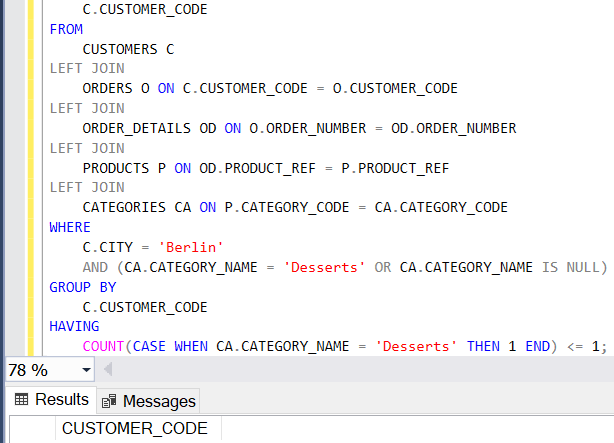 C.CUSTOMER_CODE
FROM
CUSTOMERS C
LEFT JOIN
ORDERS O ON C.CUSTOMER_CODE = O.CUSTOMER_CODE
LEFT JOIN
ORDER_DETAILS OD ON O.ORDER_NUMBER = OD.ORDER_NUMBER
LEFT JOIN
PRODUCTS P ON OD.PRODUCT_REF = P.PRODUCT_REF
LEFT JOIN
CATEGORIES CA ON P.CATEGORY_CODE = CA.CATEGORY_CODE
WHERE
C.CITY = 'Berlin'
AND (CA.CATEGORY_NAME = 'Desserts' OR CA.CATEGORY_NAME IS NULL)
GROUP BY
C.CUSTOMER_CODE
HAVING
COUNT(CASE WHEN CA.CATEGORY_NAME = 'Desserts' THEN 1 END) <= 1;
78 %
Results Messages
CUSTOMER_CODE